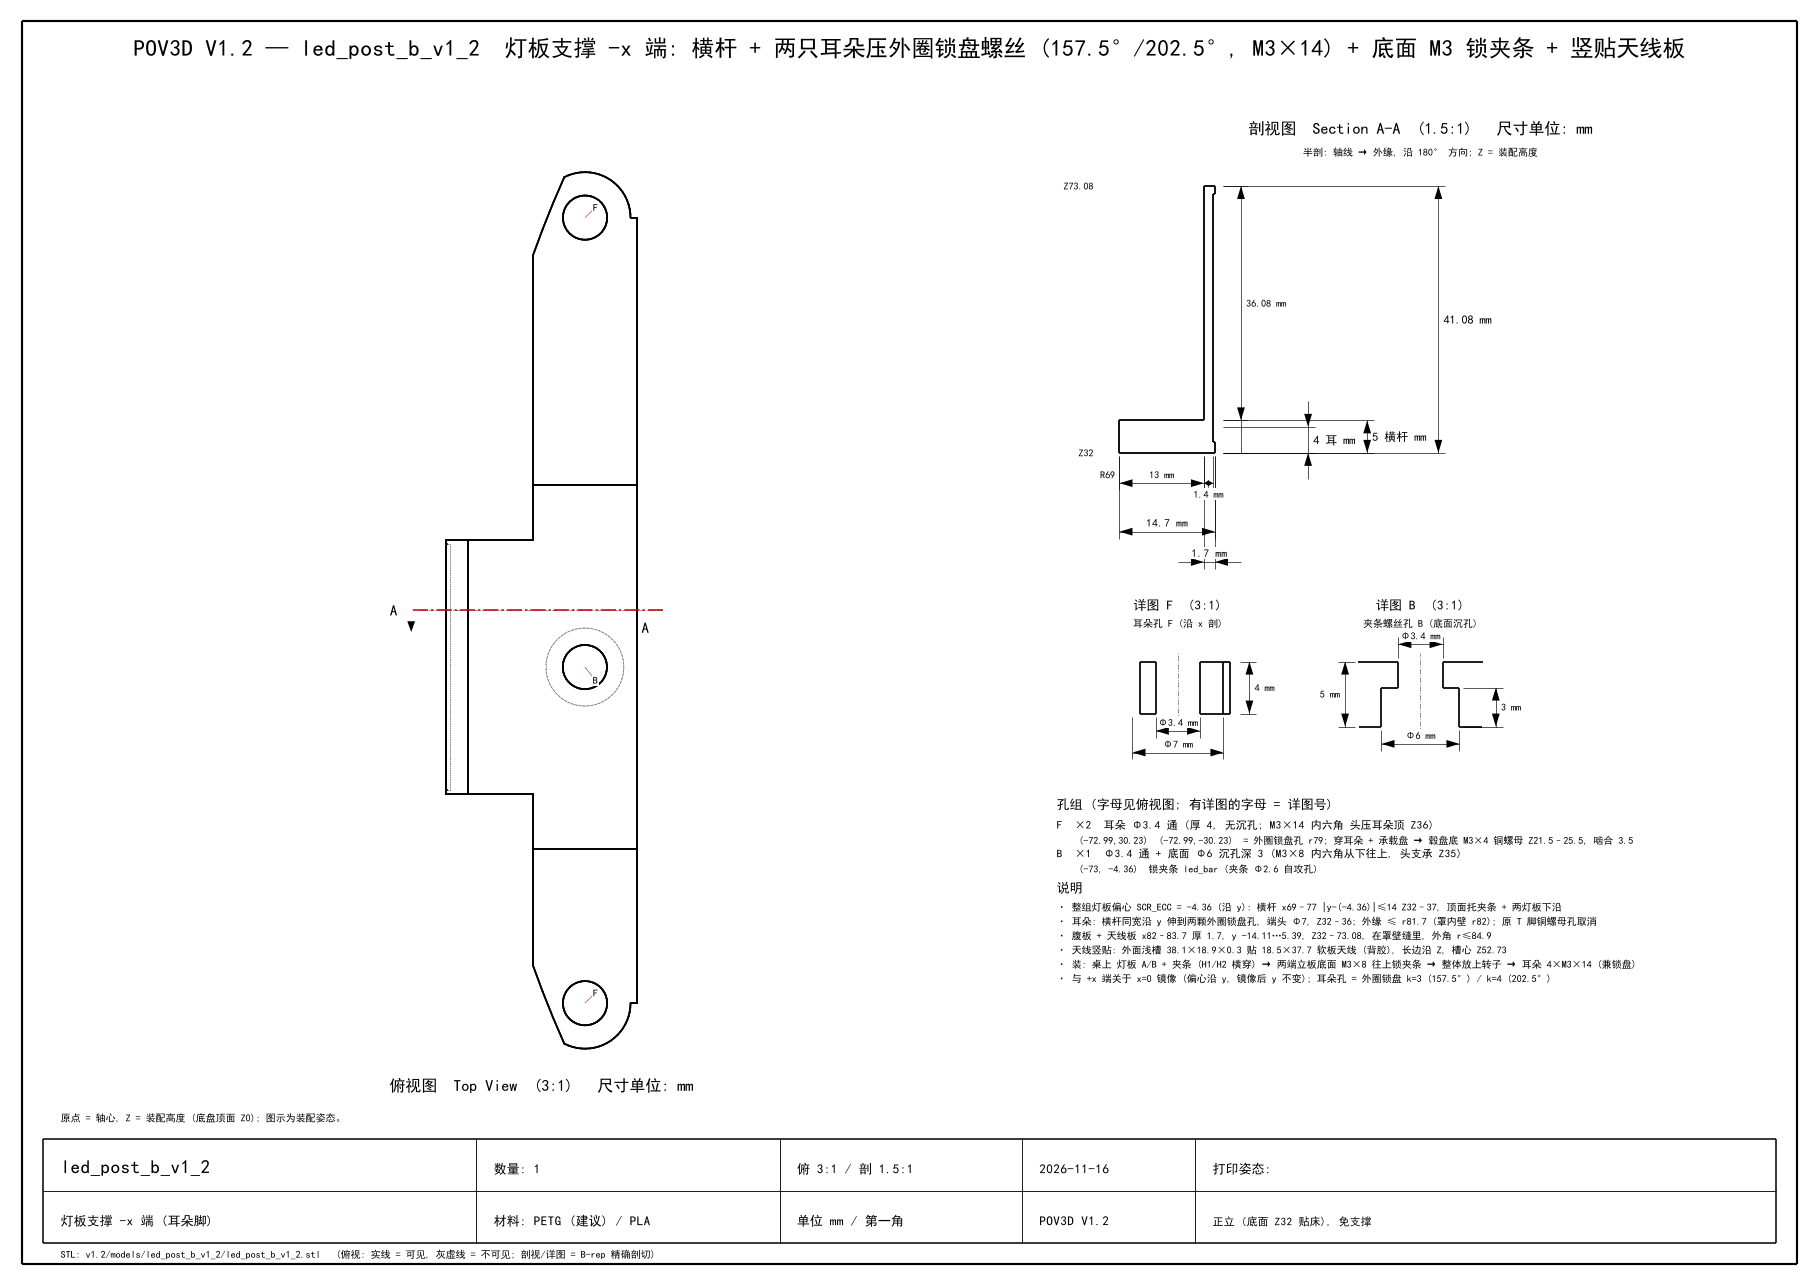 POV3D V1.2 — led_post_b_v1_2 灯板支撑 -x 端: 横杆 + 两只耳朵压外圈锁盘螺丝 (157.5°/202.5°, M3×14) + 底面 M3 锁夹条 + 竖贴天线板
剖视图 Section A-A (1.5:1) 尺寸单位: mm
半剖: 轴线 → 外缘, 沿 180° 方向; Z = 装配高度
Z73.08
36.08 mm
41.08 mm
4 耳 mm
5 横杆 mm
Z32
R69
13 mm
1.4 mm
14.7 mm
1.7 mm
F
A
A
B
F
详图 F (3:1)
耳朵孔 F (沿 x 剖)
4 mm
Φ3.4 mm
Φ7 mm
详图 B (3:1)
夹条螺丝孔 B (底面沉孔)
Φ3.4 mm
5 mm
3 mm
Φ6 mm
孔组 (字母见俯视图; 有详图的字母 = 详图号)
F ×2 耳朵 Φ3.4 通 (厚 4, 无沉孔; M3×14 内六角 头压耳朵顶 Z36)
(-72.99,30.23) (-72.99,-30.23) = 外圈锁盘孔 r79; 穿耳朵 + 承载盘 → 毂盘底 M3×4 铜螺母 Z21.5–25.5, 啮合 3.5
B ×1 Φ3.4 通 + 底面 Φ6 沉孔深 3 (M3×8 内六角从下往上, 头支承 Z35)
(-73, -4.36) 锁夹条 led_bar (夹条 Φ2.6 自攻孔)
说明
· 整组灯板偏心 SCR_ECC = -4.36 (沿 y): 横杆 x69–77 |y-(-4.36)|≤14 Z32–37, 顶面托夹条 + 两灯板下沿
· 耳朵: 横杆同宽沿 y 伸到两颗外圈锁盘孔, 端头 Φ7, Z32–36; 外缘 ≤ r81.7 (罩内壁 r82); 原 T 脚铜螺母孔取消
· 腹板 + 天线板 x82–83.7 厚 1.7, y -14.11…5.39, Z32–73.08, 在罩壁缝里, 外角 r≤84.9
· 天线竖贴: 外面浅槽 38.1×18.9×0.3 贴 18.5×37.7 软板天线 (背胶), 长边沿 Z, 槽心 Z52.73
· 装: 桌上 灯板 A/B + 夹条 (H1/H2 横穿) → 两端立板底面 M3×8 往上锁夹条 → 整体放上转子 → 耳朵 4×M3×14 (兼锁盘)
· 与 +x 端关于 x=0 镜像 (偏心沿 y, 镜像后 y 不变); 耳朵孔 = 外圈锁盘 k=3 (157.5°) / k=4 (202.5°)
俯视图 Top View (3:1) 尺寸单位: mm
原点 = 轴心, Z = 装配高度 (底盘顶面 Z0); 图示为装配姿态。
led_post_b_v1_2
数量: 1
俯 3:1 / 剖 1.5:1
2026-11-16
打印姿态:
灯板支撑 -x 端 (耳朵脚)
材料: PETG (建议) / PLA
单位 mm / 第一角
POV3D V1.2
正立 (底面 Z32 贴床), 免支撑
STL: v1.2/models/led_post_b_v1_2/led_post_b_v1_2.stl (俯视: 实线 = 可见, 灰虚线 = 不可见; 剖视/详图 = B-rep 精确剖切)